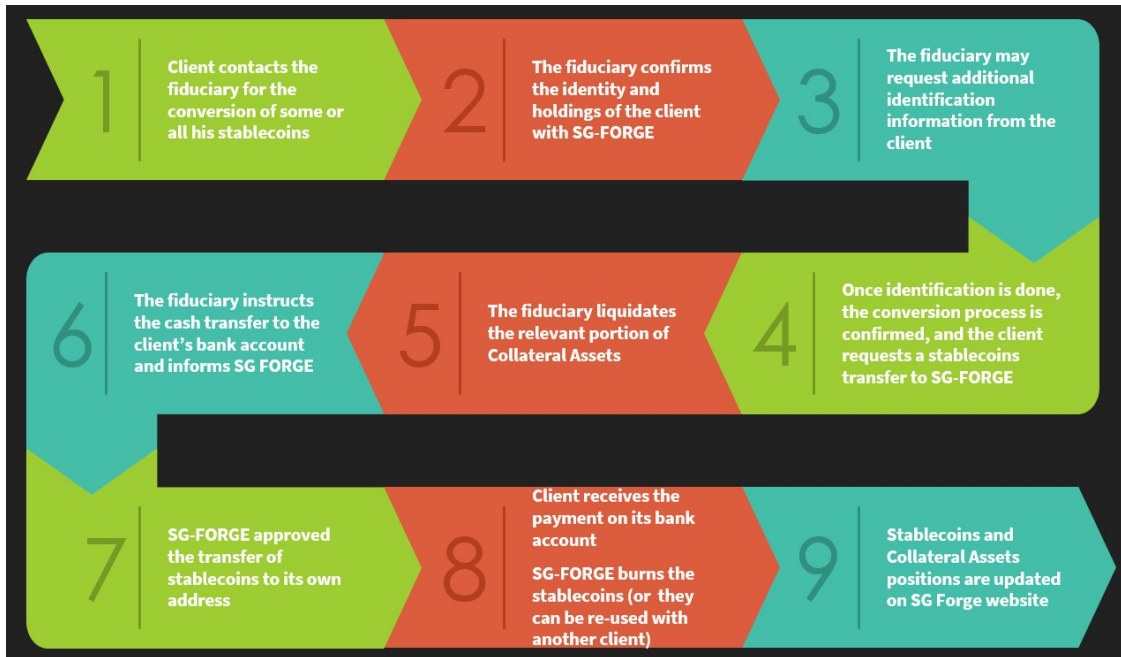 1
Client contacts the
fiduciary for the
conversion of some or
all his stablecoins
2
The fiduciary confirms
the identity and
holdings of the client
with SG-FORGE
3
The fiduciary may
request additional
identification
information from the
client
4
Once identification is done,
the conversion process is
confirmed, and the client
requests a stablecoins
transfer to SG-FORGE
5
The fiduciary liquidates
the relevant portion of
Collateral Assets
6
The fiduciary instructs
the cash transfer to the
client's bank account
and informs SG FORGE
7
SG-FORGE approved
the transfer of
stablecoins to its own
address
8
Client receives the
payment on its bank
account
SG-FORGE burns the
stablecoins (or they
can be re-used with
another client)
9
Stablecoins and
Collateral Assets
positions are updated
on SG Forge website